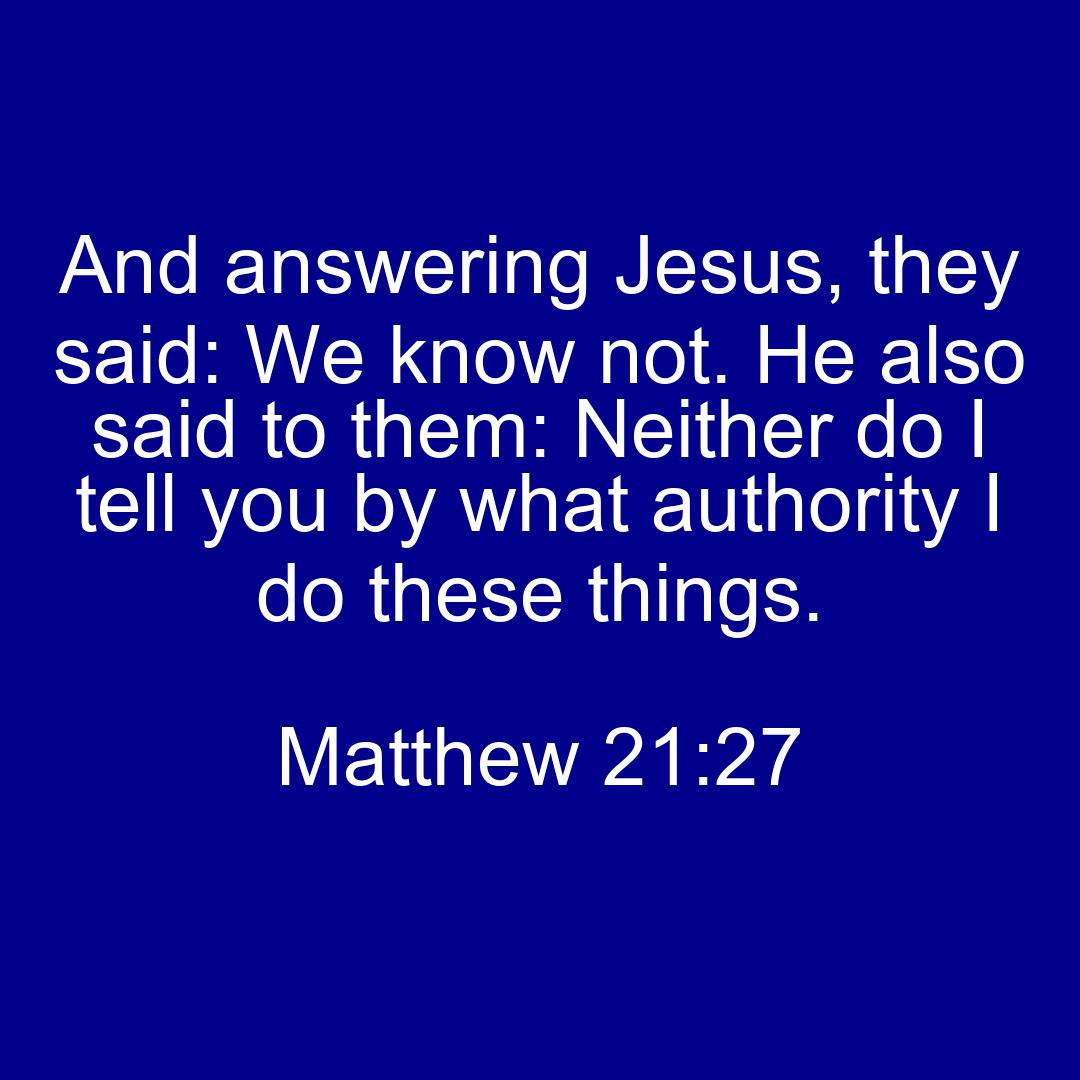 And answering Jesus, they
said: We know not. He also
said to them: Neither do I
tell you by what authority I
do these things.
Matthew 21:27